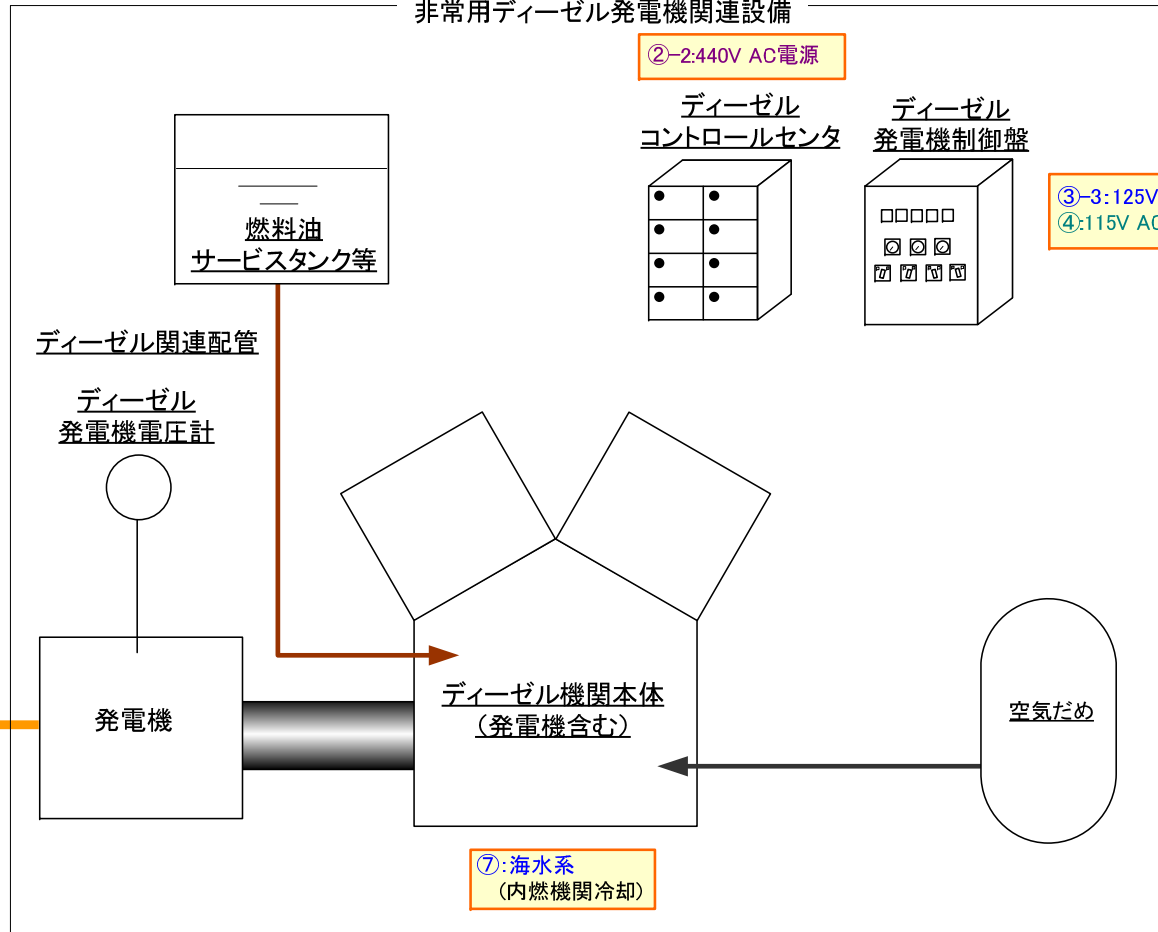 非常用ディーゼル発電機関連設備
②-2:440V AC電源
ディーゼル
コントロールセンタ
ディーゼル
発電機制御盤
③-3:125V
④:115V AC
燃料油
サービスタンク等
ディーゼル関連配管
ディーゼル
発電機電圧計
発電機
ディーゼル機関本体
（発電機含む）
空気だめ
⑦:海水系
(内燃機関冷却)